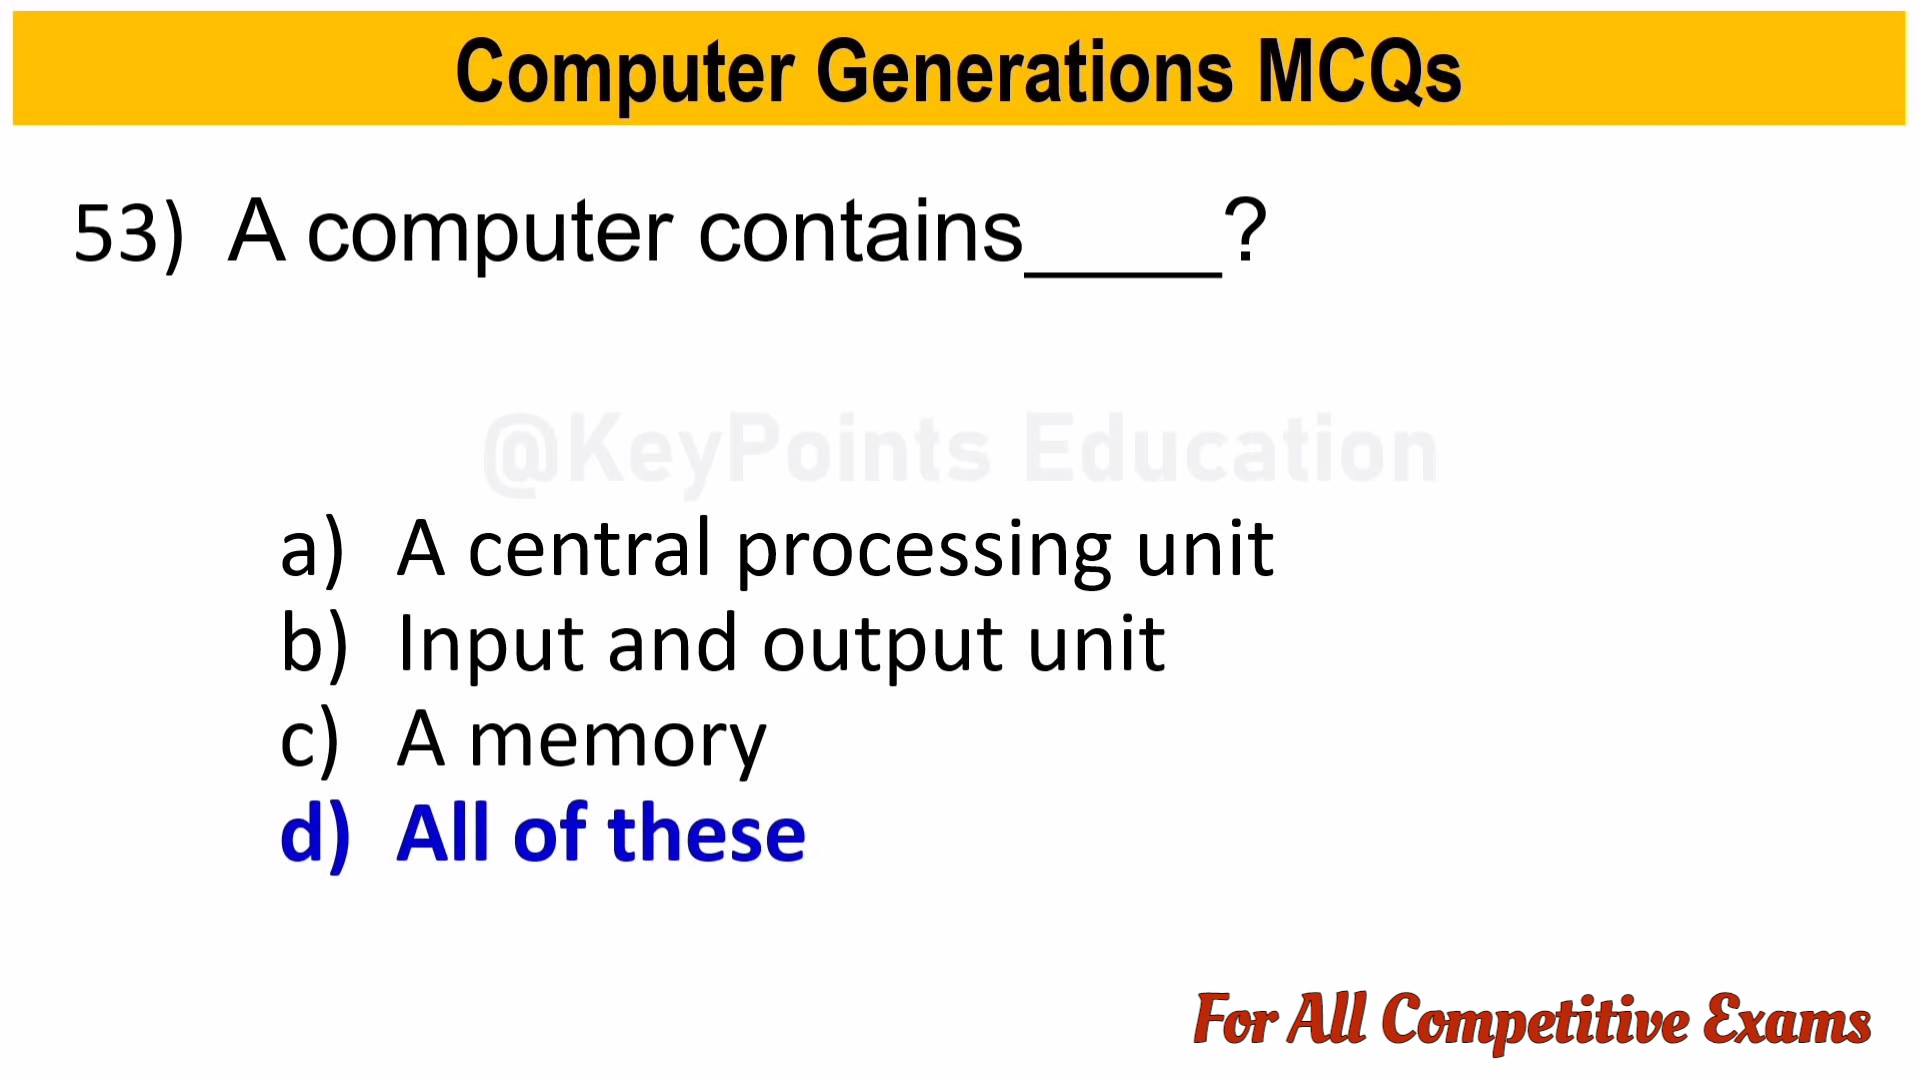 Computer Generations MCQs
53) A computer contains____?
@KeyPoints Education
a) A central processing unit
b) Input and output unit
c) A memory
d) All of these
For All Competitive Exams